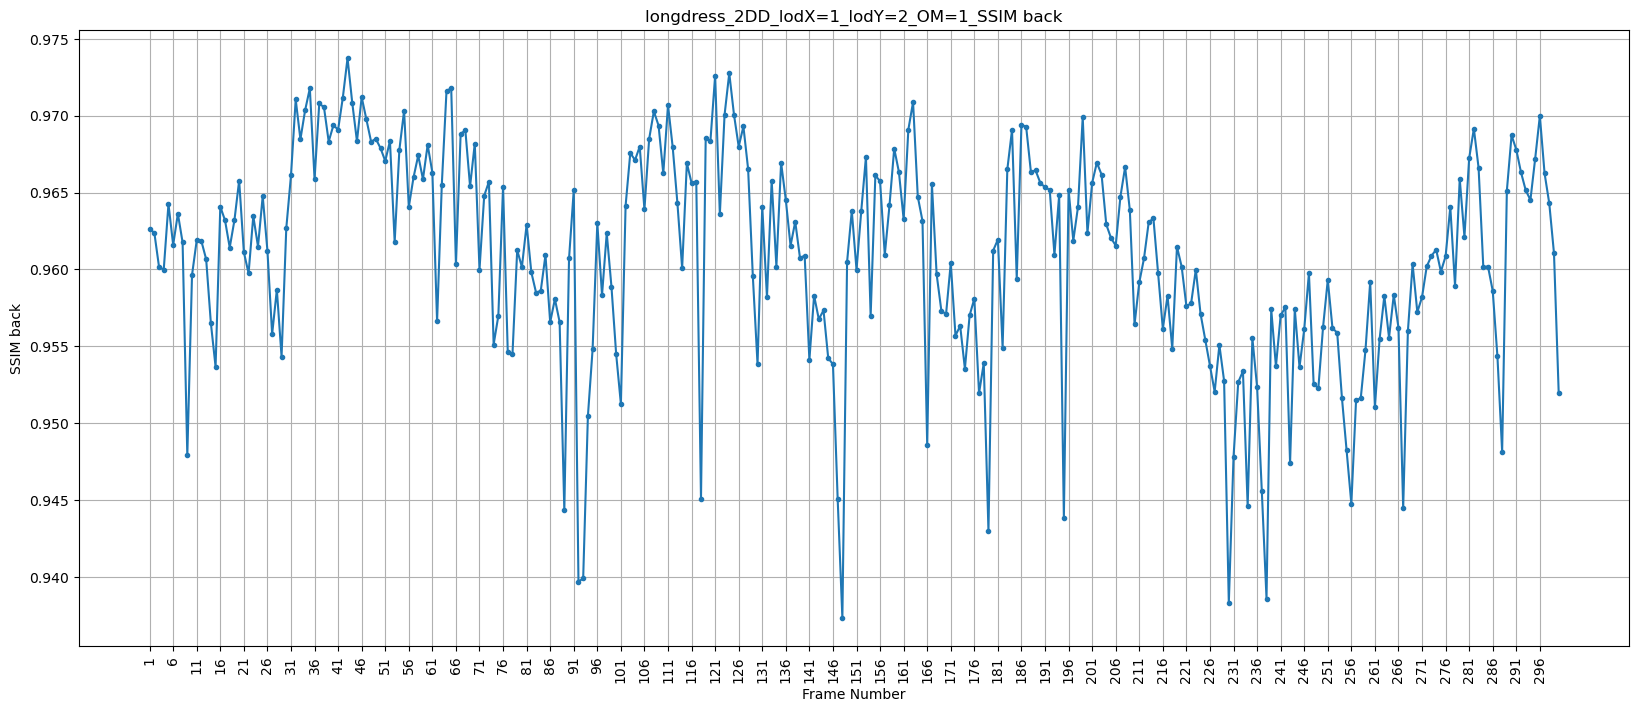 longdress_2DD_lodX=1_lodY=2_OM=1_SSIM back
0.975
0.970
0.965
0.960
0.955
0.950
0.945
0.940
SSIM back
1 6 11 16 21 26 31 36 41 46 51 56 61 66 71 76 81 86 91 96 101 106 111 116 121 126 131 136 141 146 151 156 161 166 171 176 181 186 191 196 201 206 211 216 221 226 231 236 241 246 251 256 261 266 271 276 281 286 291 296
Frame Number